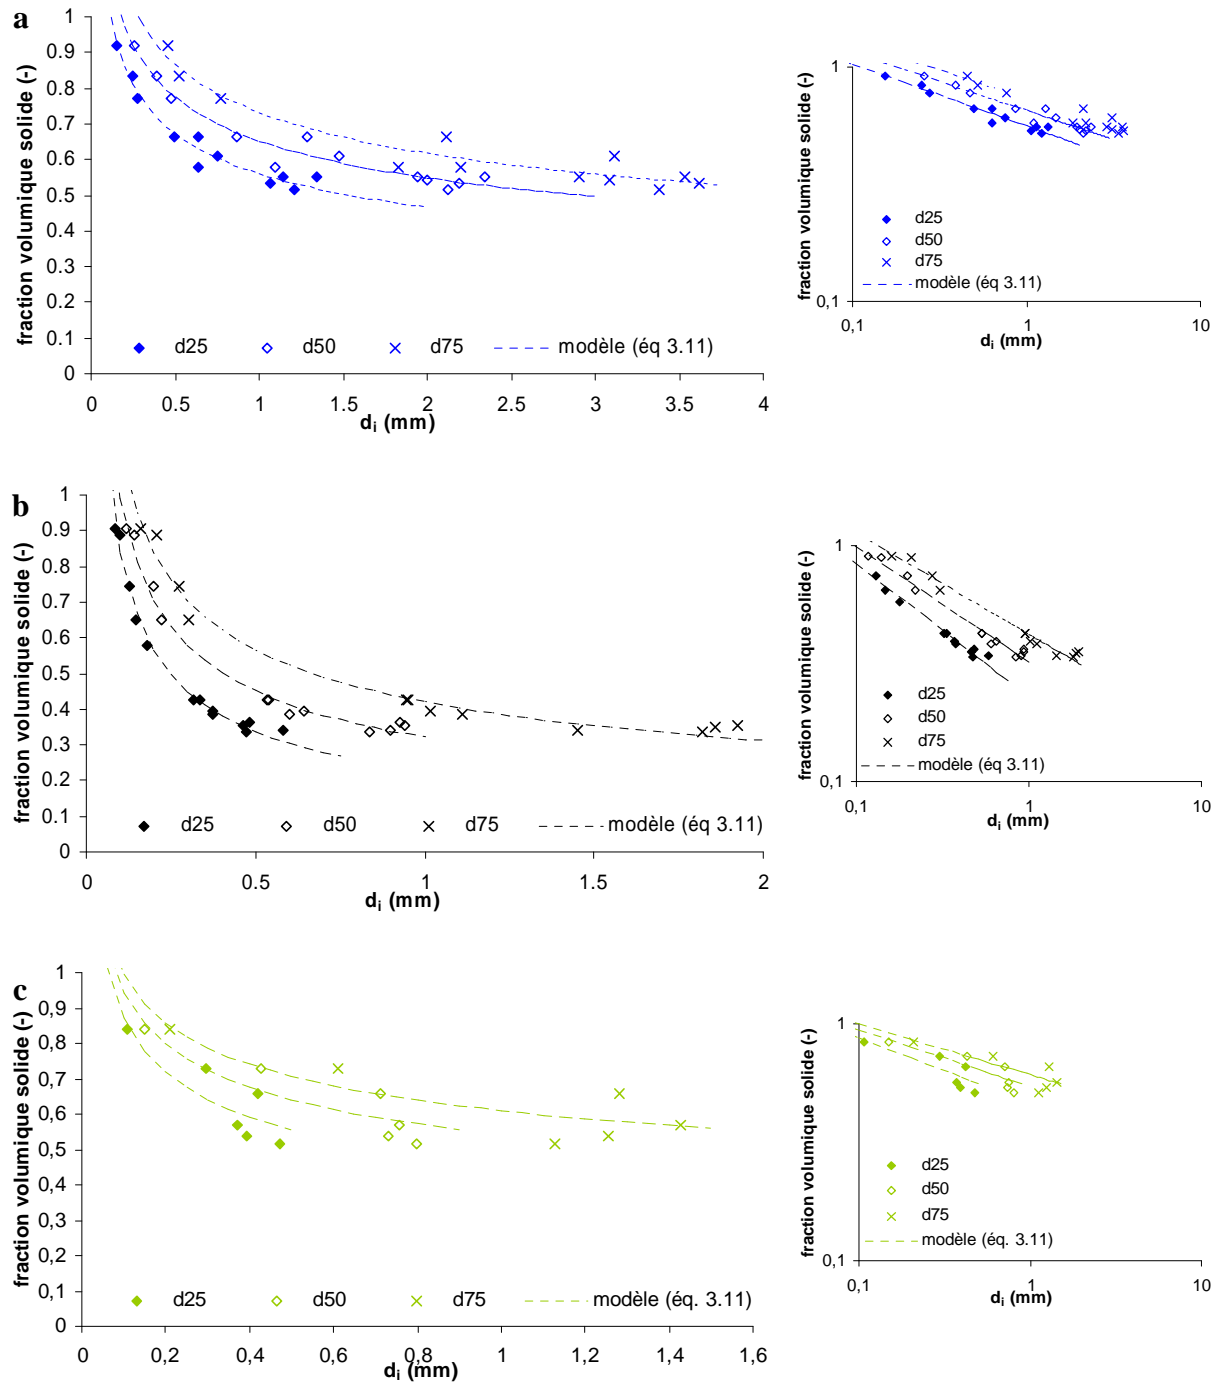 a
fraction volumique solide (-)
1
0.9
0.8
0.7
0.6
0.5
0.4
0.3
0.2
0.1
0
d25 d50 d75 modèle (éq 3.11)
0 0.5 1 1.5 2 2.5 3 3.5 4
di (mm)
fraction volumique solide (-)
1
0,1
d25
d50
d75
modèle (éq 3.11)
0,1 1 10
di (mm)
b
fraction volumique solide (-)
1
0.9
0.8
0.7
0.6
0.5
0.4
0.3
0.2
0.1
0
d25 d50 d75 modèle (éq 3.11)
0 0.5 1 1.5 2
di (mm)
fraction volumique solide (-)
1
0,1
d25
d50
d75
modèle (éq 3.11)
0,1 1 10
di (mm)
c
fraction volumique solide (-)
1
0,9
0,8
0,7
0,6
0,5
0,4
0,3
0,2
0,1
0
d25 d50 d75 modèle (éq. 3.11)
0 0,2 0,4 0,6 0,8 1 1,2 1,4 1,6
di (mm)
fraction volumique solide (-)
1
0,1
d25
d50
d75
modèle (éq. 3.11)
0,1 1 10
di (mm)